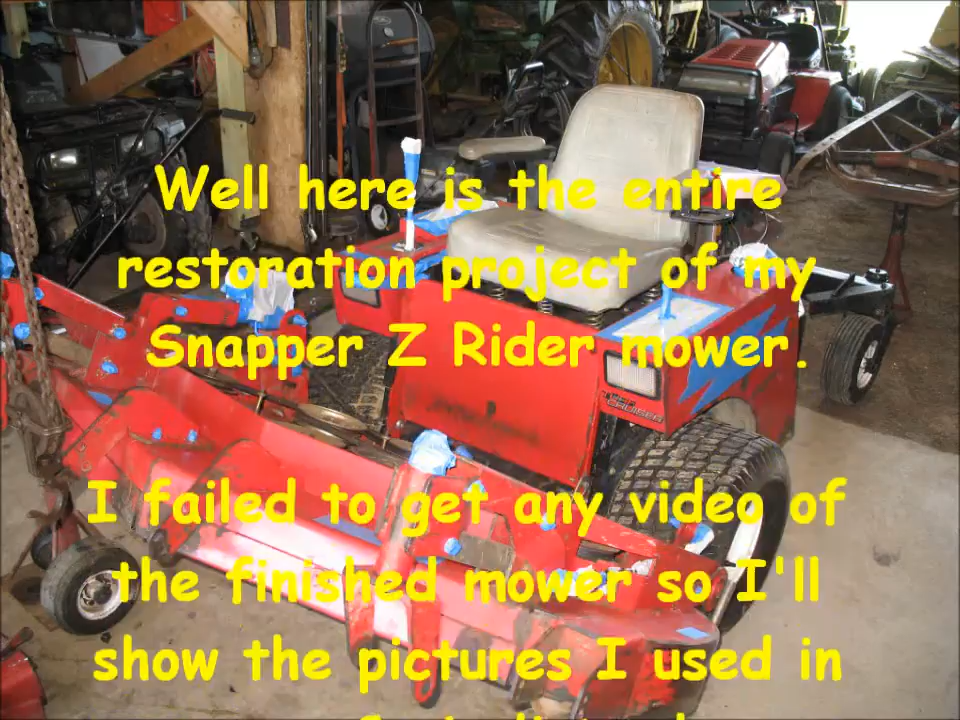 Well here is the entire
restoration project of my
Snapper Z Rider mower.
I failed to get any video of
the finished mower so I'll
show the pictures I used in
CRUISER